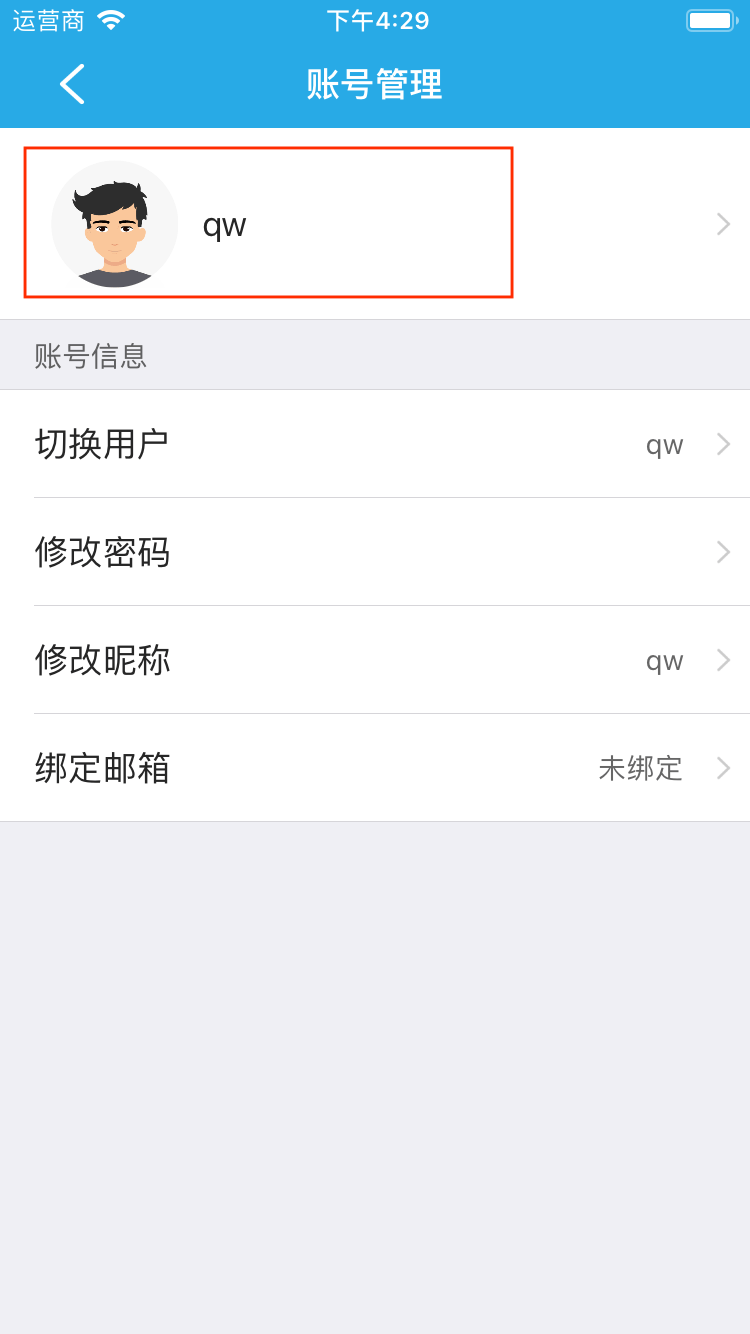 运营商 下午4:29
账号管理
qw
账号信息
切换用户 qw
修改密码
修改昵称 qw
绑定邮箱 未绑定